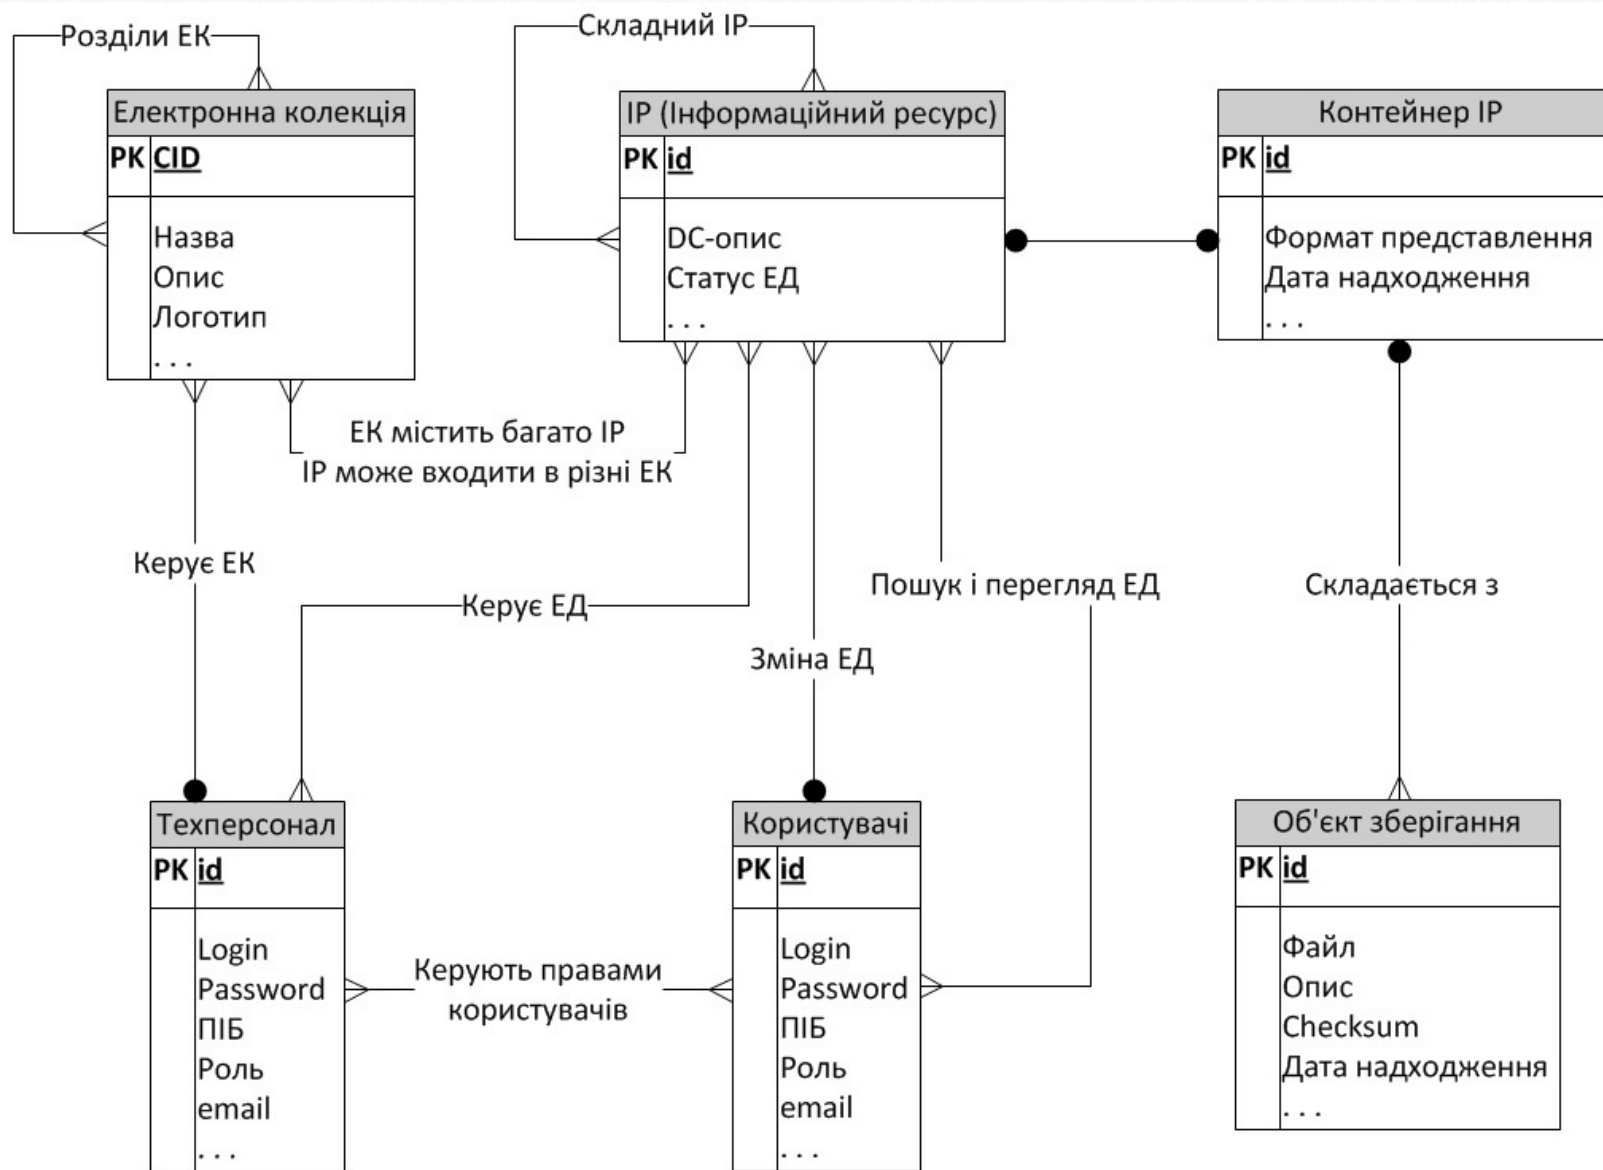 Розділи ЕК
Складний ІР
Електронна колекція
PK CID
Назва
Опис
Логотип
. . .
ІР (Інформаційний ресурс)
PK id
DC-опис
Статус ЕД
. . .
Контейнер ІР
PK id
Формат представлення
Дата надходження
. . .
ЕК містить багато ІР
ІР може входити в різні ЕК
Керує ЕК
Керує ЕД
Зміна ЕД
Пошук і перегляд ЕД
Складається з
Техперсонал
PK id
Login
Password
ПІБ
Роль
email
. . .
Керують правами
користувачів
Користувачі
PK id
Login
Password
ПІБ
Роль
email
. . .
Об'єкт зберігання
PK id
Файл
Опис
Checksum
Дата надходження
. . .